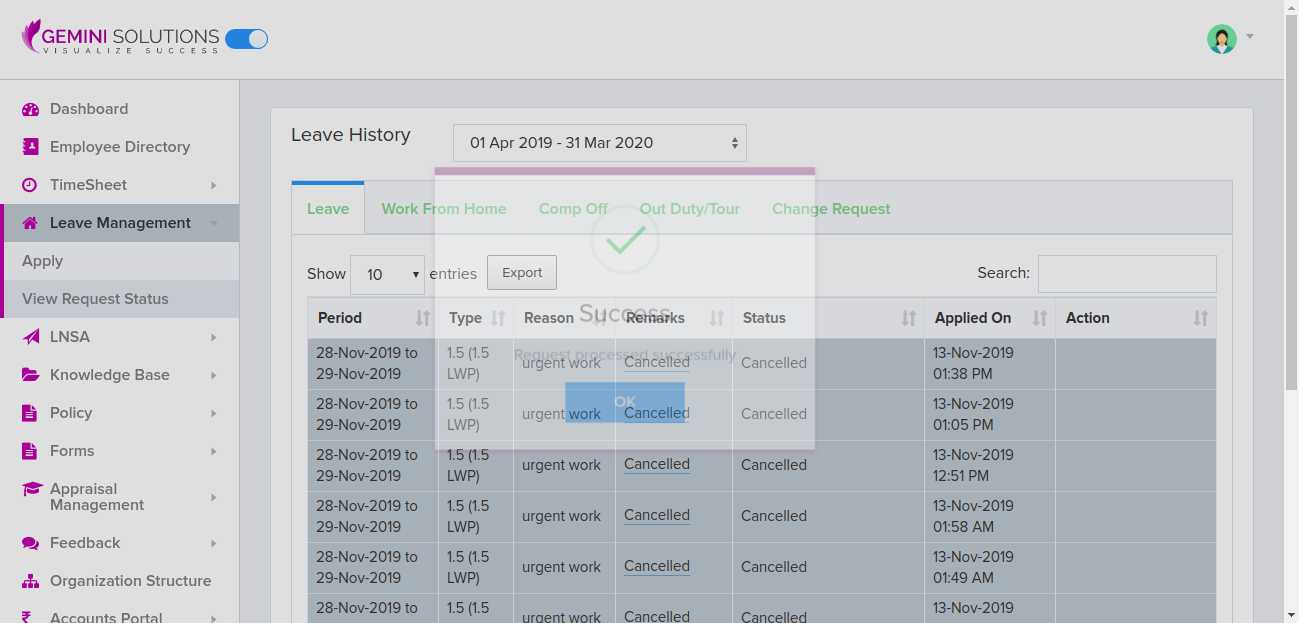 GEMINI SOLUTIONS
VISUALIZE SUCCESS
Dashboard
Employee Directory
TimeSheet
Leave Management
Apply
View Request Status
LNSA
Knowledge Base
Policy
Forms
Appraisal
Management
Feedback
Organization Structure
Accounts Portal
Leave History
01 Apr 2019 - 31 Mar 2020
Leave Work From Home Comp Off Out Duty/Tour Change Request
Show 10 entries Export Search:
Success
Request processed successfully
OK
Period Type Reason Remarks Status Applied On Action
28-Nov-2019 to 1.5 (1.5 urgent work Cancelled Cancelled 13-Nov-2019
29-Nov-2019 LWP) 01:38 PM
28-Nov-2019 to 1.5 (1.5 urgent work Cancelled Cancelled 13-Nov-2019
29-Nov-2019 LWP) 01:05 PM
28-Nov-2019 to 1.5 (1.5 urgent work Cancelled Cancelled 13-Nov-2019
29-Nov-2019 LWP) 12:51 PM
28-Nov-2019 to 1.5 (1.5 urgent work Cancelled Cancelled 13-Nov-2019
29-Nov-2019 LWP) 01:58 AM
28-Nov-2019 to 1.5 (1.5 urgent work Cancelled Cancelled 13-Nov-2019
29-Nov-2019 LWP) 01:49 AM
28-Nov-2019 to 1.5 (1.5 urgent work Cancelled Cancelled 13-Nov-2019